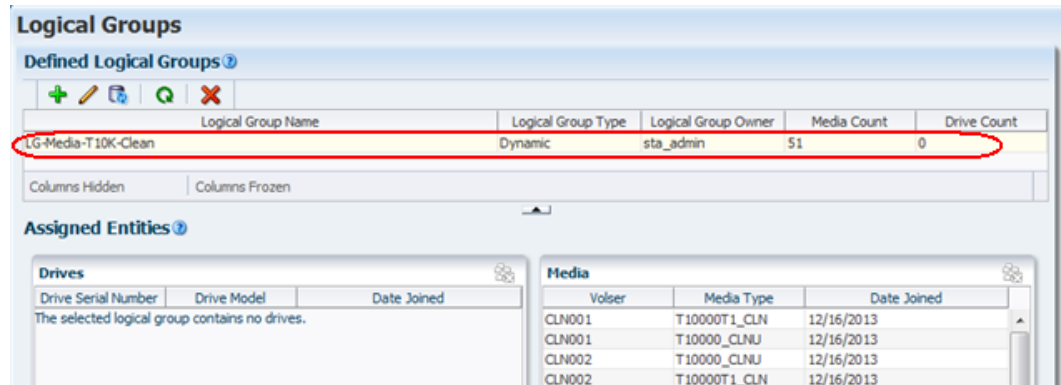 Logical Groups
Defined Logical Groups
Logical Group Name Logical Group Type Logical Group Owner Media Count Drive Count
LG-Media-T10K-Clean Dynamic sta_admin 51 0
Columns Hidden Columns Frozen
Assigned Entities
Drives
Drive Serial Number Drive Model Date Joined
The selected logical group contains no drives.
Media
Volser Media Type Date Joined
CLN001 T10000T1_CLN 12/16/2013
CLN001 T10000_CLNU 12/16/2013
CLN002 T10000_CLNU 12/16/2013
CLN002 T10000T1_CLN 12/16/2013